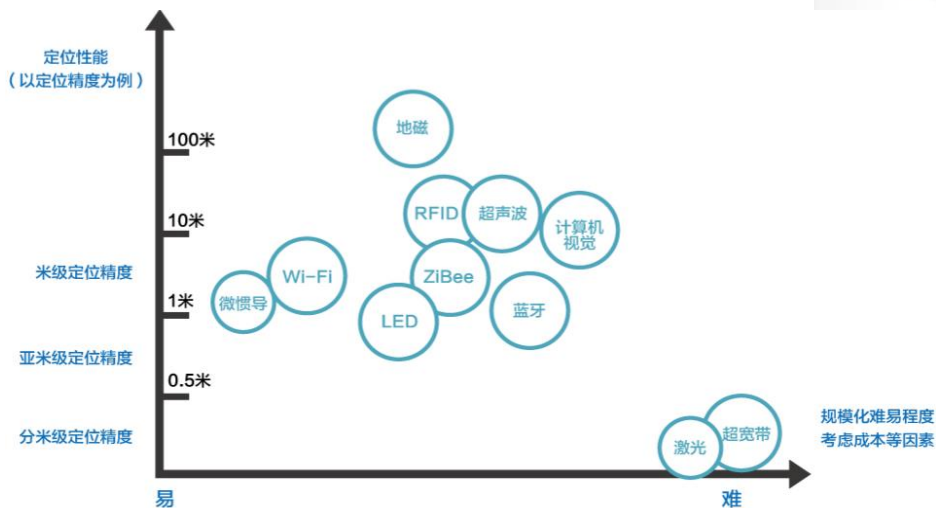 定位性能
（以定位精度为例）
100米
地磁
RFID
超声波
计算机
视觉
10米
米级定位精度
Wi-Fi
ZiBee
微惯导
1米
LED
蓝牙
亚米级定位精度
0.5米
分米级定位精度
激光
超宽带
规模化难易程度
考虑成本等因素
易
难